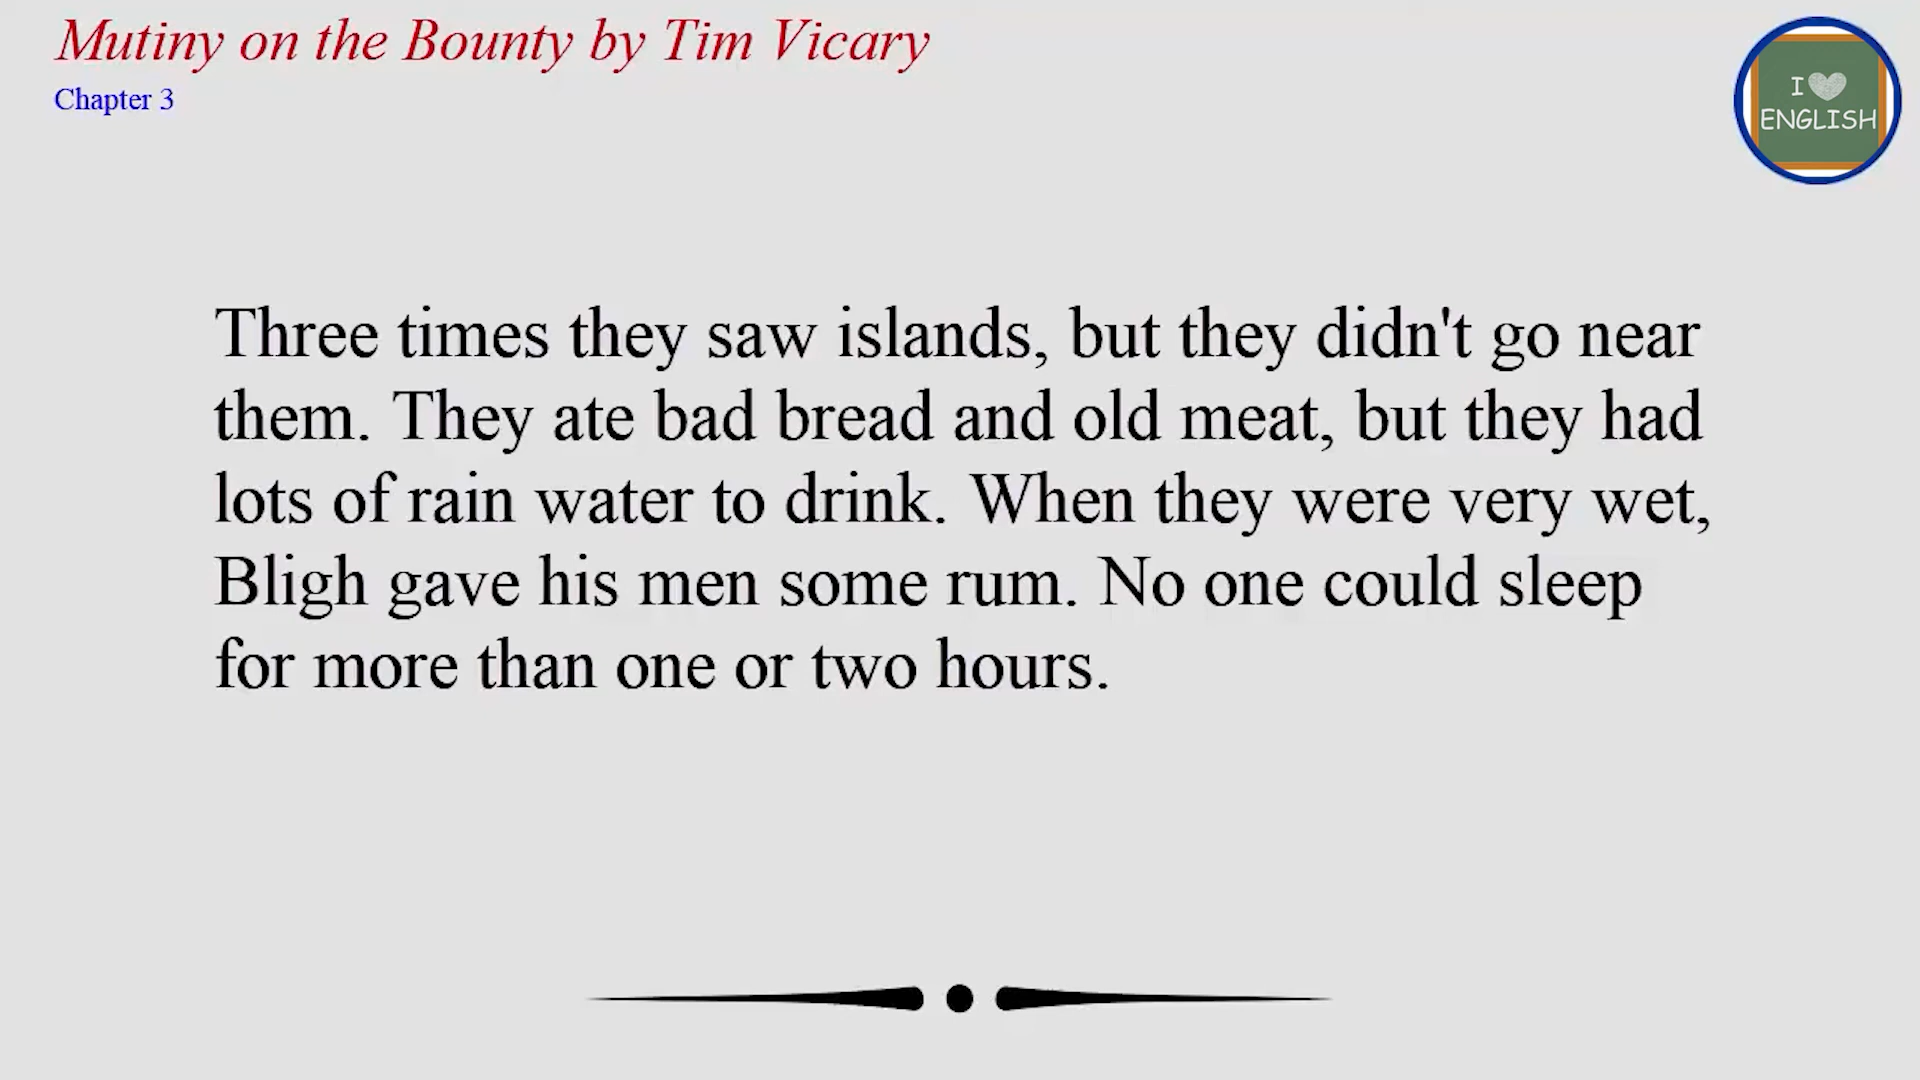 Mutiny on the Bounty by Tim Vicary
Chapter 3
I
ENGLISH
Three times they saw islands, but they didn't go near
them. They ate bad bread and old meat, but they had
lots of rain water to drink. When they were very wet,
Bligh gave his men some rum. No one could sleep
for more than one or two hours.